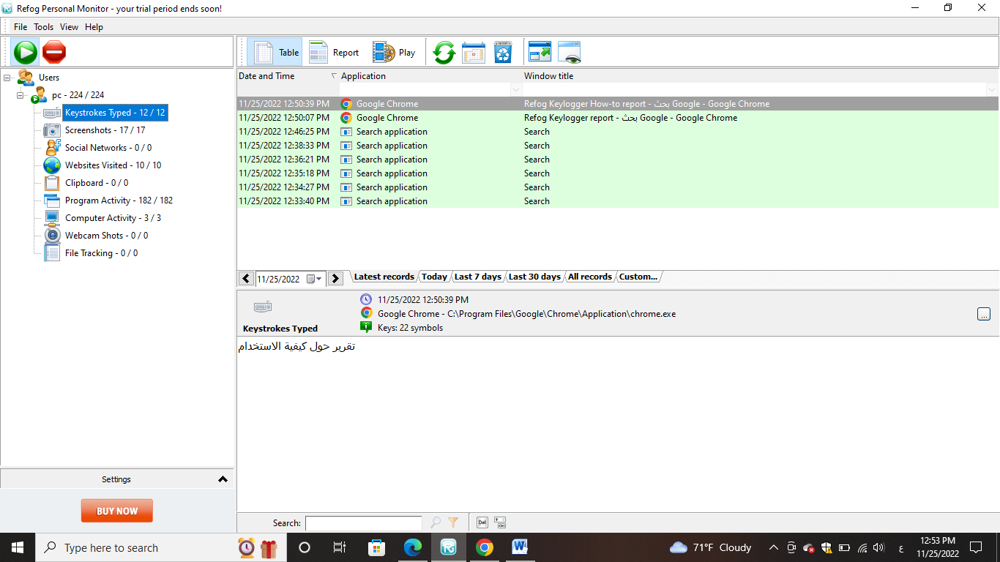 Refog Personal Monitor - your trial period ends soon!
File Tools View Help
Table Report Play
Users
pc - 224 / 224
Keystrokes Typed - 12 / 12
Screenshots - 17 / 17
Social Networks - 0 / 0
Websites Visited - 10 / 10
Clipboard - 0 / 0
Program Activity - 182 / 182
Computer Activity - 3 / 3
Webcam Shots - 0 / 0
File Tracking - 0 / 0
Settings
BUY NOW
Date and Time Application Window title
11/25/2022 12:50:39 PM Google Chrome Refog Keylogger How-to report - بحث Google - Google Chrome
11/25/2022 12:50:07 PM Google Chrome Refog Keylogger report - بحث Google - Google Chrome
11/25/2022 12:46:25 PM Search application Search
11/25/2022 12:38:33 PM Search application Search
11/25/2022 12:36:21 PM Search application Search
11/25/2022 12:35:18 PM Search application Search
11/25/2022 12:34:27 PM Search application Search
11/25/2022 12:33:40 PM Search application Search
11/25/2022 Latest records Today Last 7 days Last 30 days All records Custom...
Keystrokes Typed
11/25/2022 12:50:39 PM
Google Chrome - C:\Program Files\Google\Chrome\Application\chrome.exe
...
Keys: 22 symbols
تقرير حول كيفية الاستخدام
Search: Del
Type here to search
71°F Cloudy
ع
12:53 PM
11/25/2022